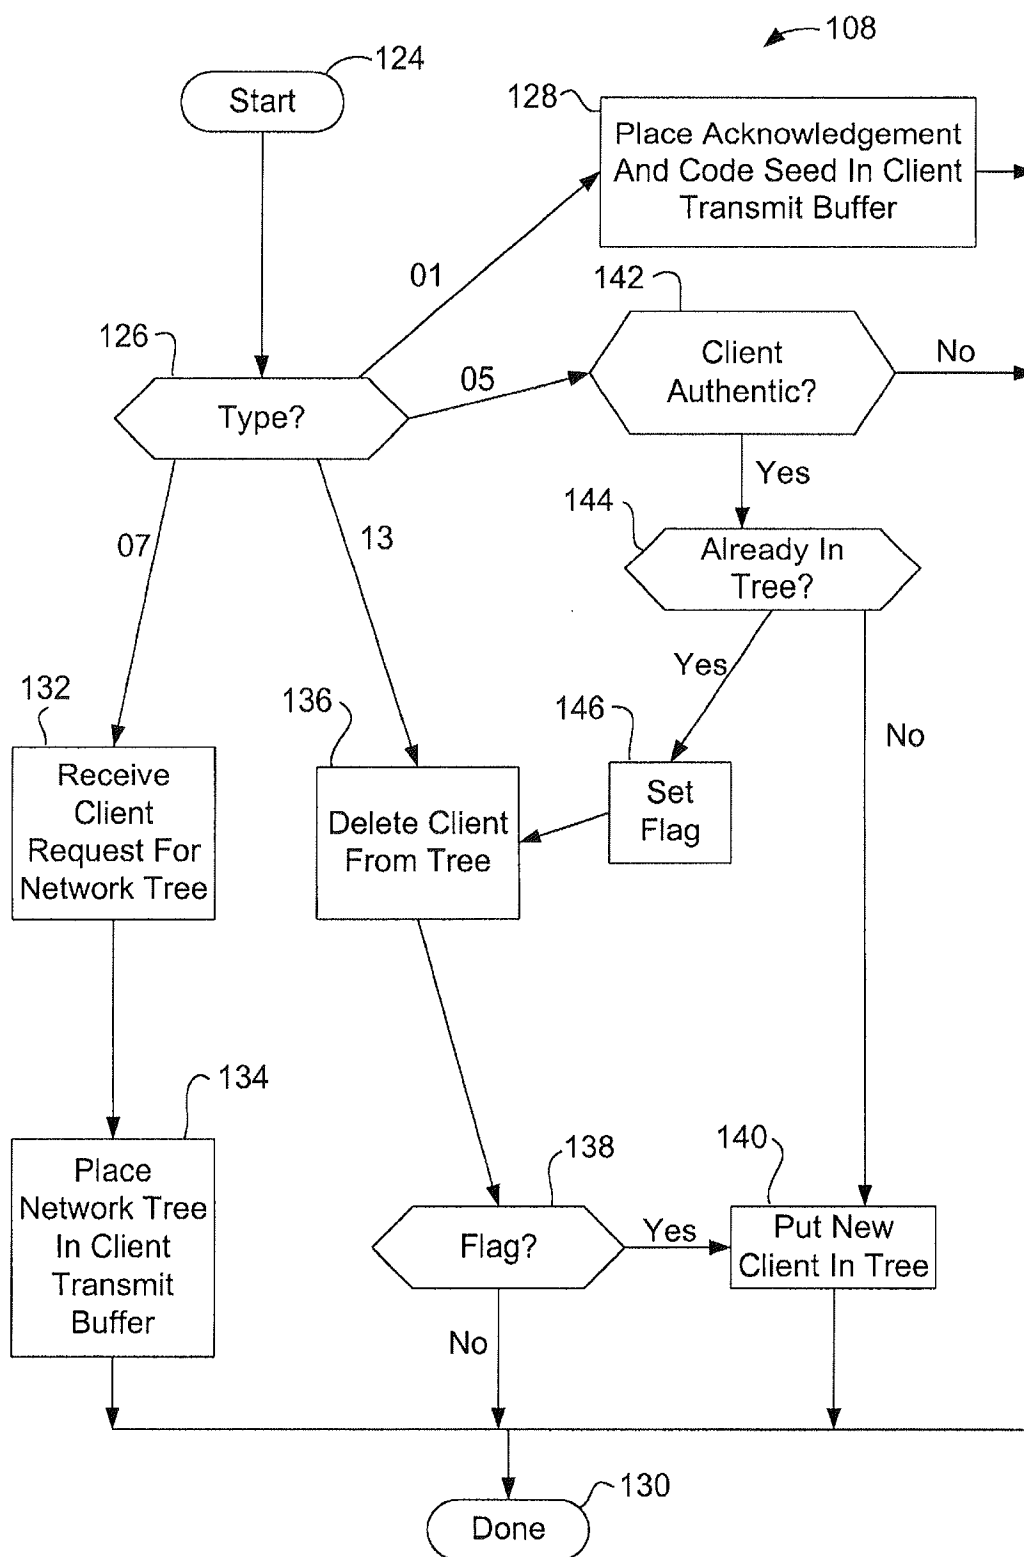 108
124
Start
128
Place Acknowledgement
And Code Seed In Client
Transmit Buffer
01
142
126
Type?
05
Client
Authentic?
No
Yes
07
13
144
Already In
Tree?
Yes
No
132
Receive
Client
Request For
Network Tree
136
Delete Client
From Tree
146
Set
Flag
134
Place
Network Tree
In Client
Transmit
Buffer
138
Flag?
Yes
No
140
Put New
Client In Tree
130
Done